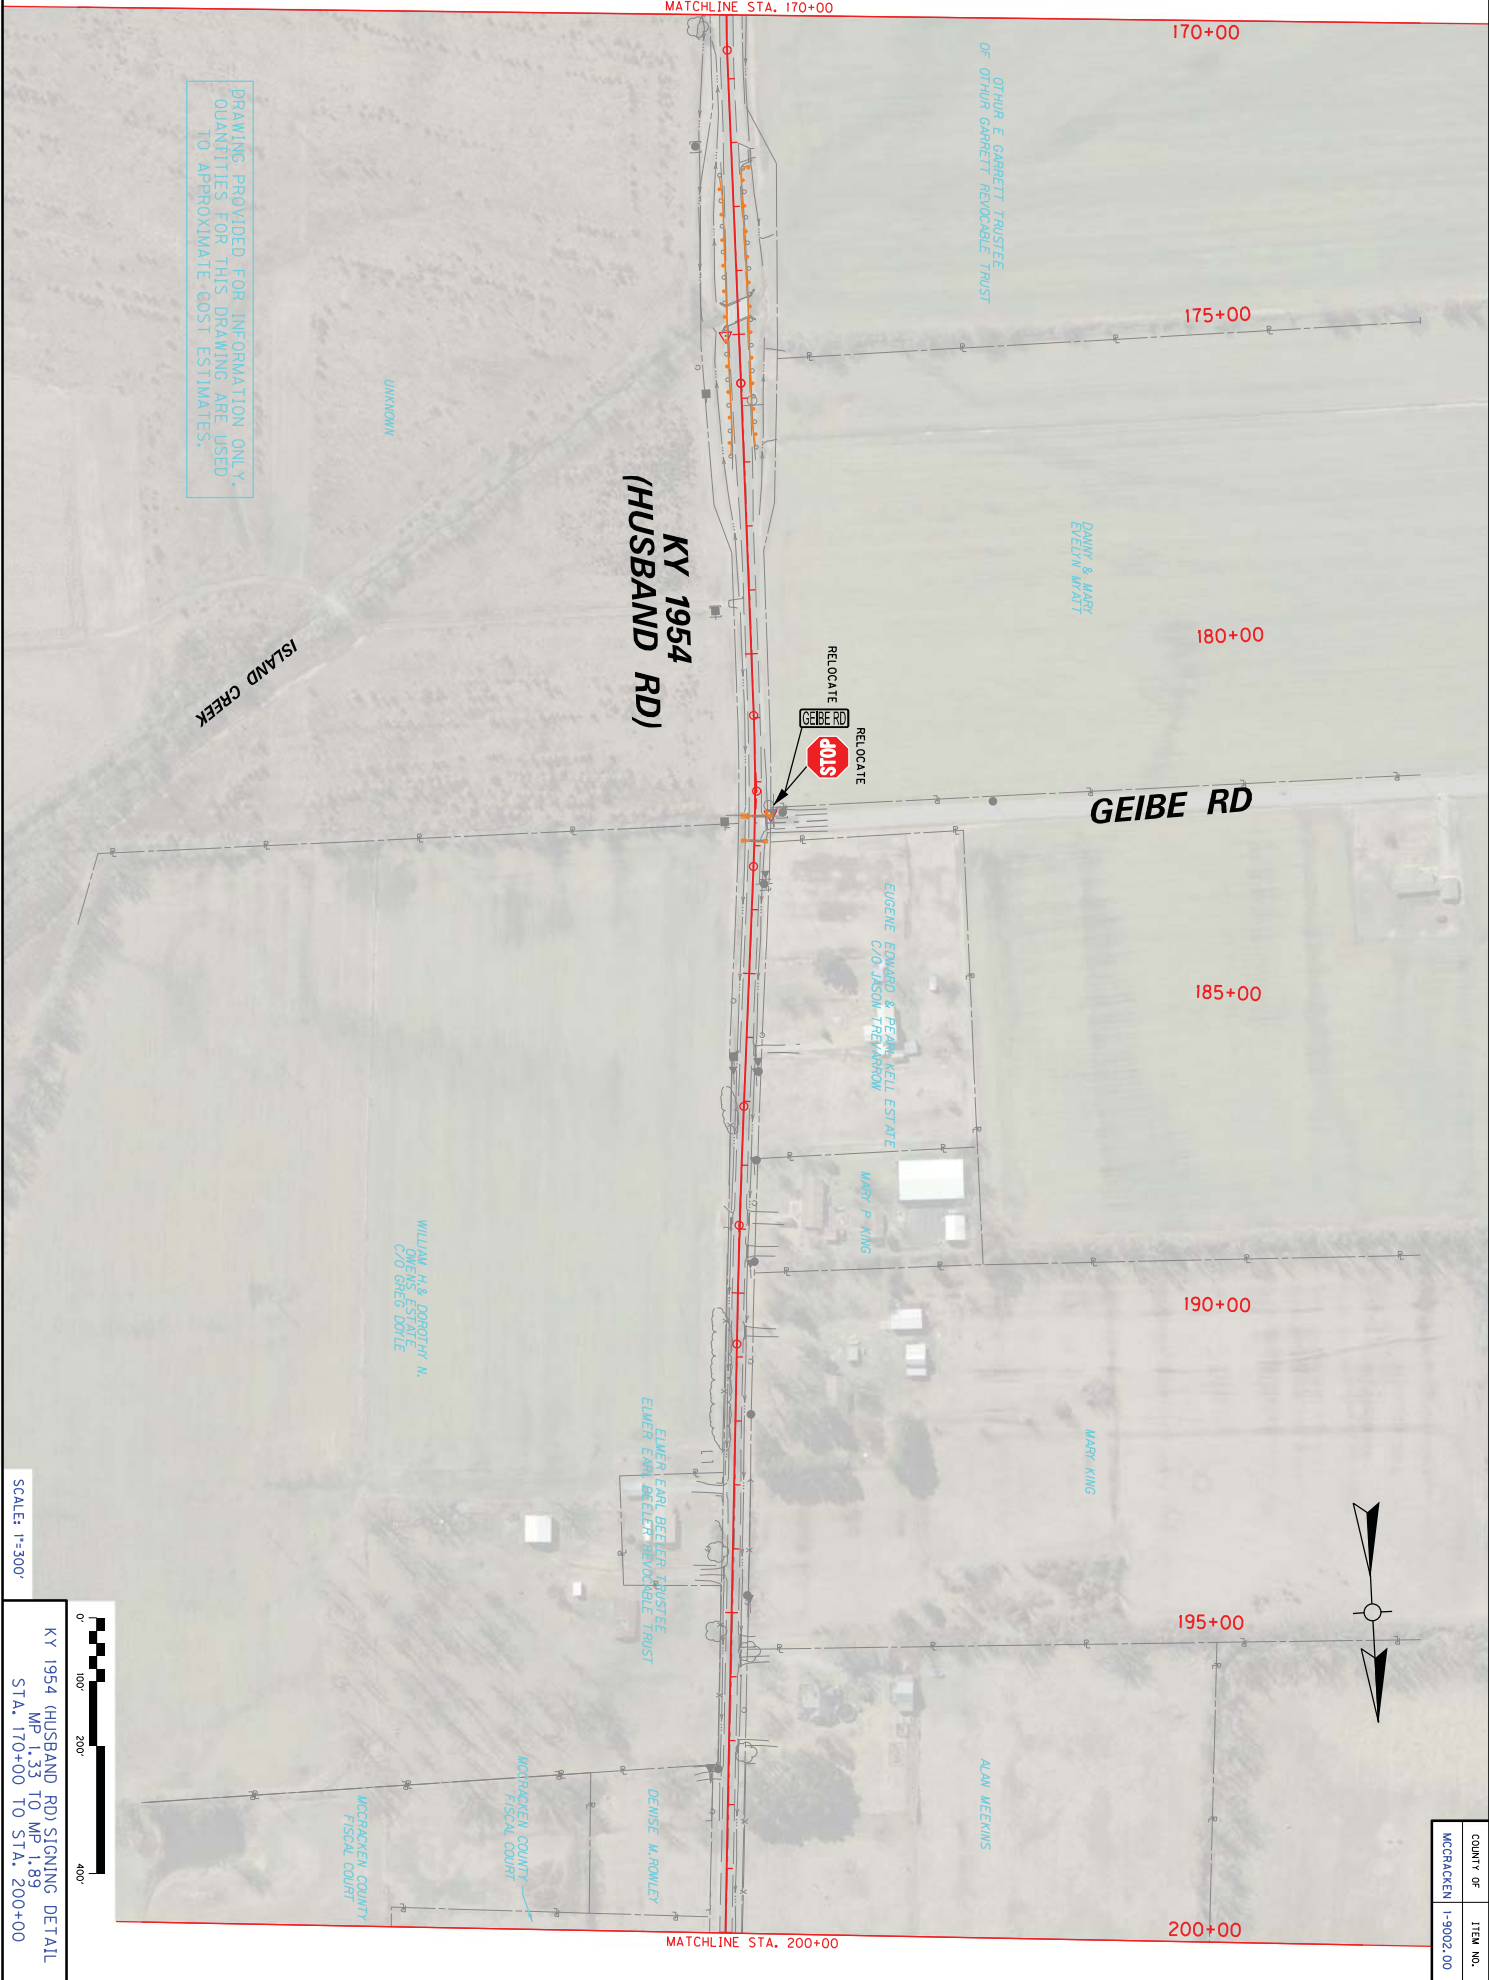 MATCHLINE STA. 170+00
170+00
OTHUR E GARRETT TRUSTEE
OF OTHUR GARRETT REVOCABLE TRUST
DRAWING PROVIDED FOR INFORMATION ONLY.
QUANTITIES FOR THIS DRAWING ARE USED
TO APPROXIMATE COST ESTIMATES.
175+00
UNKNOWN
DANNY & MARY
EVELYN MYATT
KY 1954
(HUSBAND RD)
180+00
ISLAND CREEK
RELOCATE
GEIBE RD
RELOCATE
STOP
GEIBE RD
EUGENE EDWARD & PEARL KELL ESTATE
C/O JASON TREVARROW
185+00
MARY P KING
WILLIAM H.& DOROTHY N.
OWENS ESTATE
C/O GREG DOYLE
190+00
ELMER EARL BEELER TRUSTEE
ELMER EARL BEELER REVOCABLE TRUST
MARY KING
195+00
ALAN MEEKINS
DENISE M.ROWLEY
MCCRACKEN COUNTY
FISCAL COURT
MCCRACKEN COUNTY
FISCAL COURT
200+00
MATCHLINE STA. 200+00
SCALE: 1"=300'
0'
100'
200'
400'
KY 1954 (HUSBAND RD) SIGNING DETAIL
MP 1.33 TO MP 1.89
STA. 170+00 TO STA. 200+00
COUNTY OF
ITEM NO.
MCCRACKEN
1-9002.00